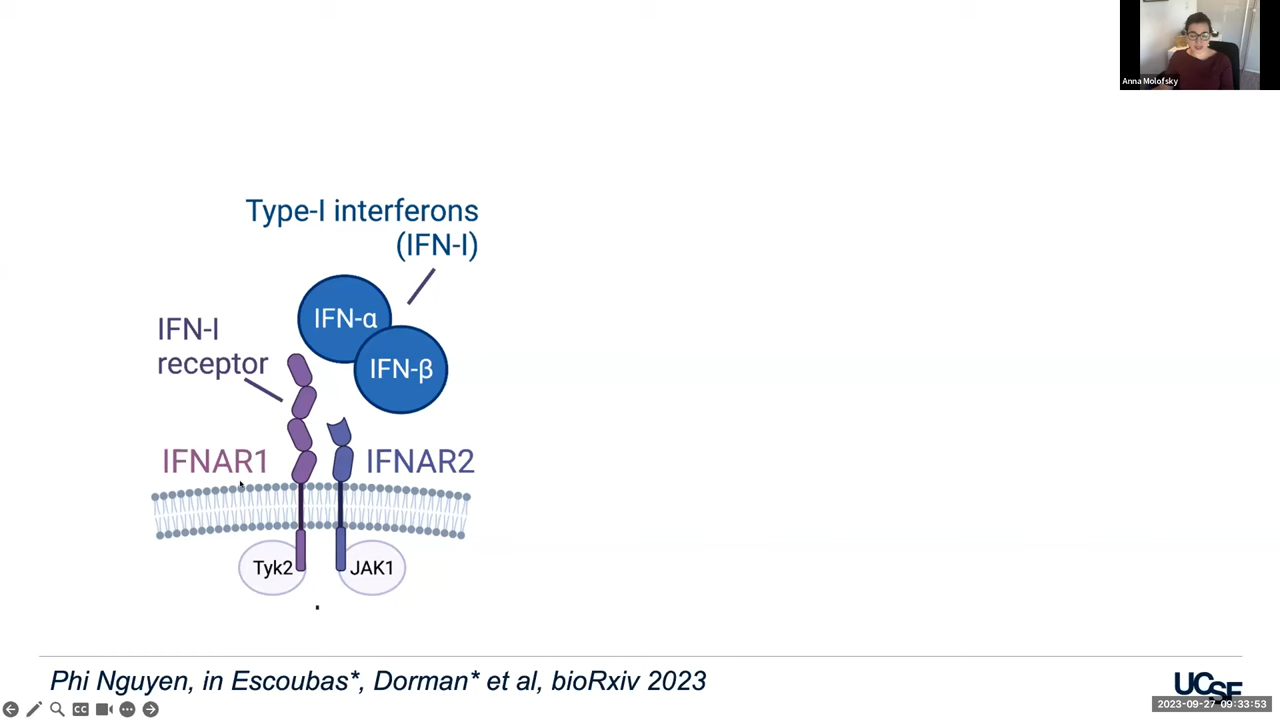 Anna Molofsky
Type-I interferons
(IFN-I)
IFN-α
IFN-I
receptor
IFN-β
IFNAR1
IFNAR2
Tyk2
JAK1
Phi Nguyen, in Escoubas*, Dorman* et al, bioRxiv 2023
UCSF
CC
2023-09-27 09:33:53